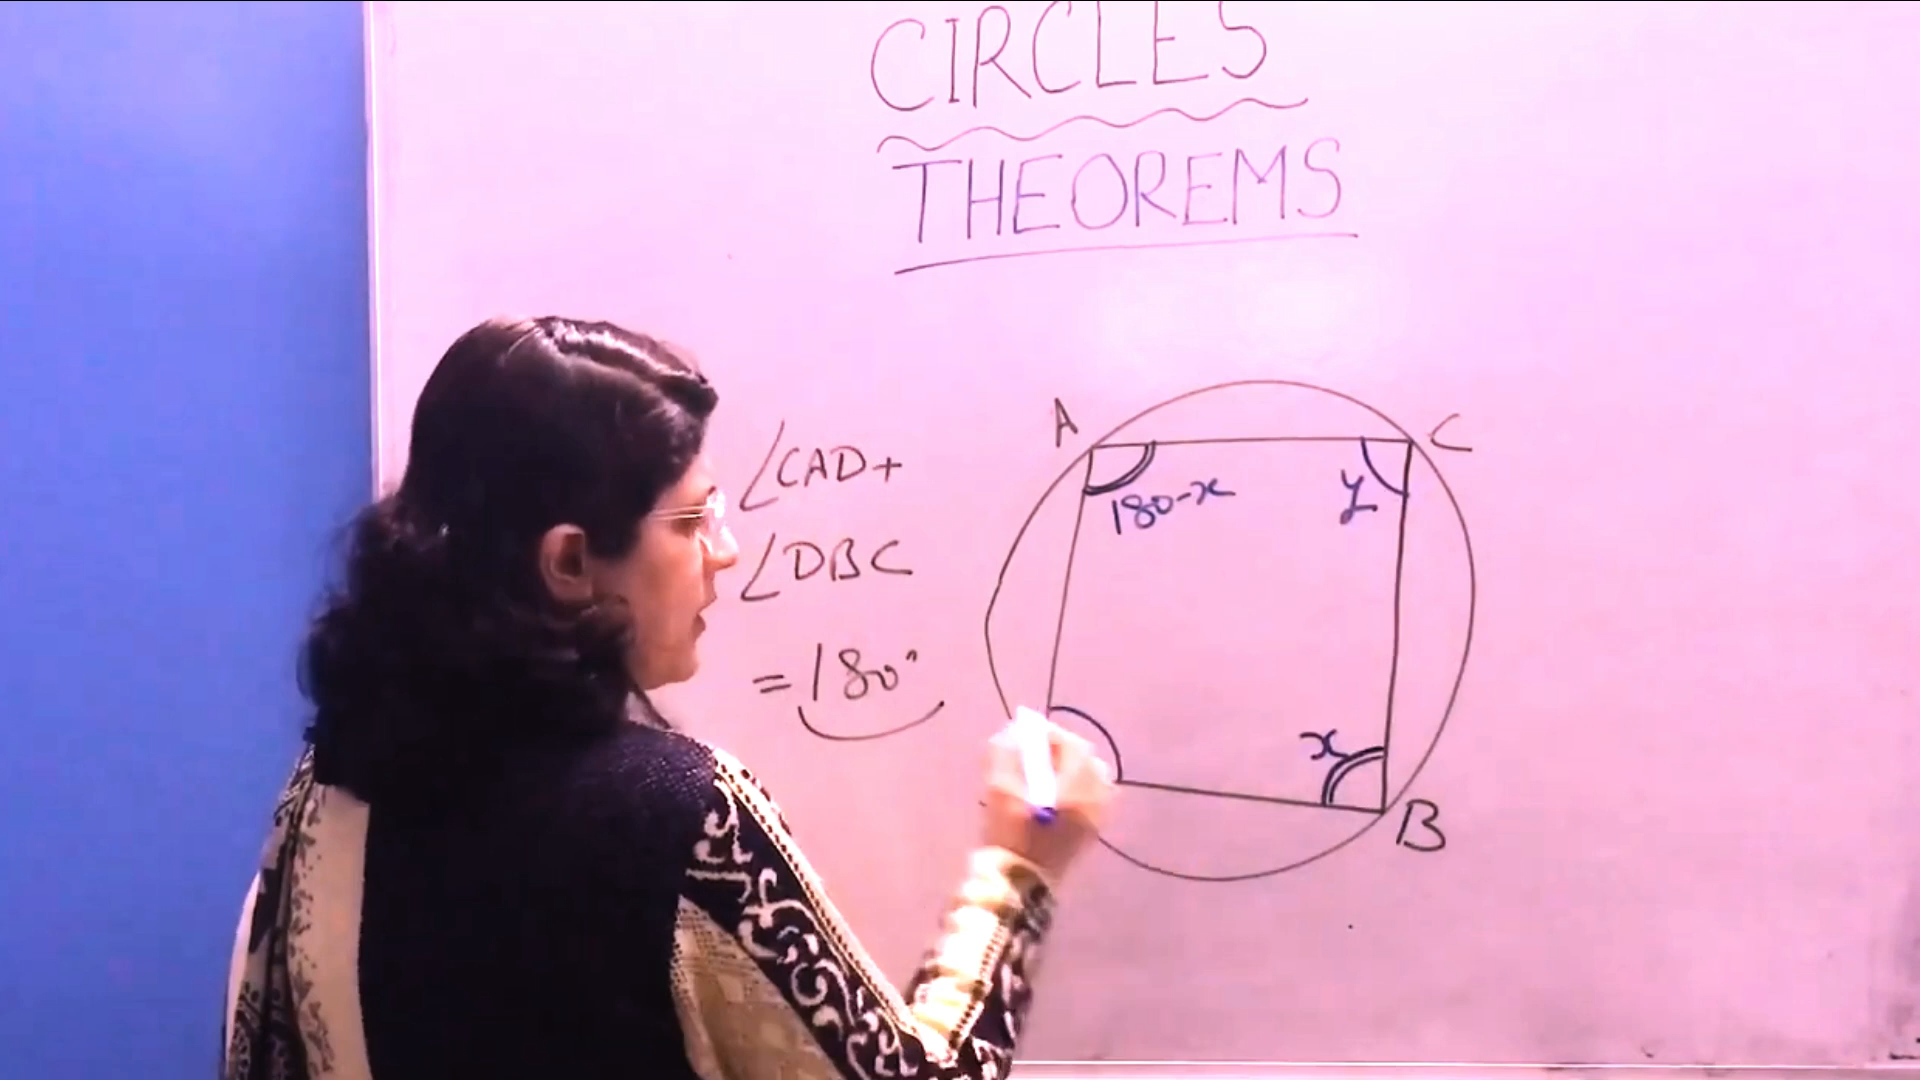 CIRCLES
THEOREMS
∠CAD+
∠DBC
=180°
A
C
180-x
y
x
B